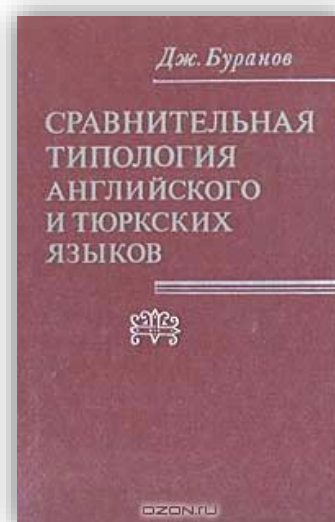 Дж. Буранов
СРАВНИТЕЛЬНАЯ
ТИПОЛОГИЯ
АНГЛИЙСКОГО
И ТЮРКСКИХ
ЯЗЫКОВ
OZON.RU